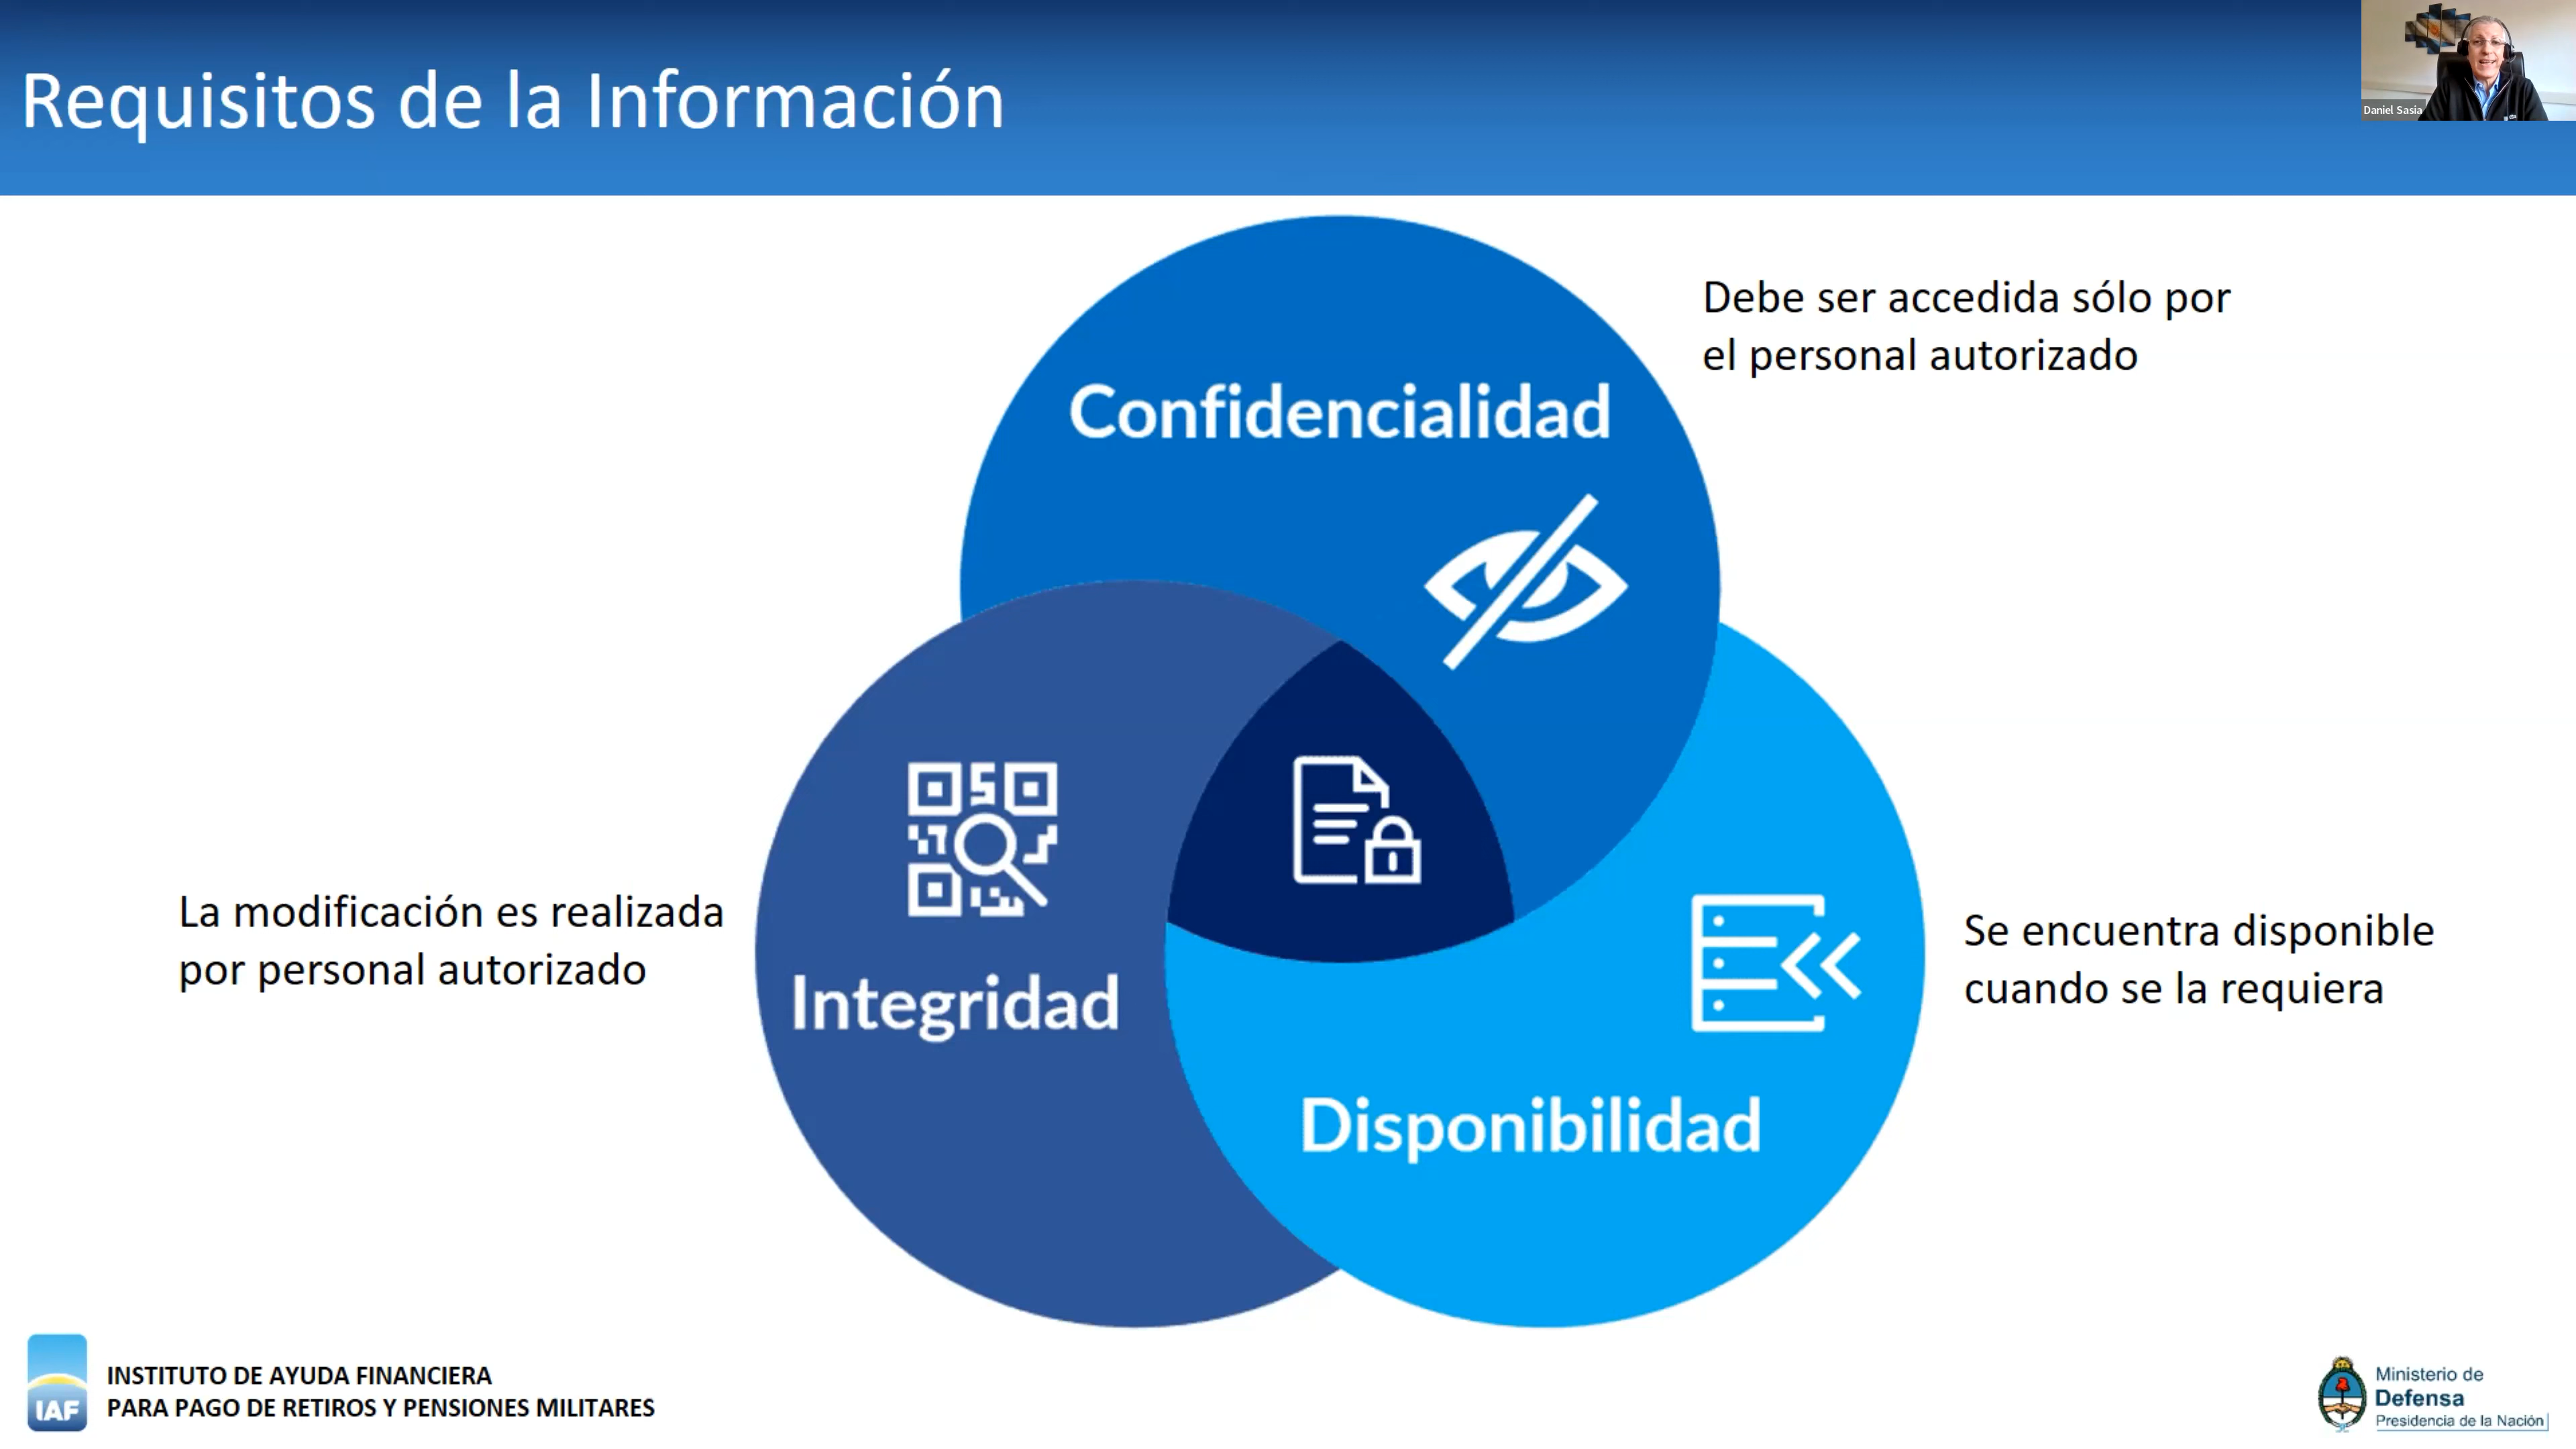 Requisitos de la Información
Daniel Sasia
Debe ser accedida sólo por
el personal autorizado
Confidencialidad
La modificación es realizada
por personal autorizado
Integridad
Se encuentra disponible
cuando se la requiera
Disponibilidad
IAF
INSTITUTO DE AYUDA FINANCIERA
PARA PAGO DE RETIROS Y PENSIONES MILITARES
Ministerio de
Defensa
Presidencia de la Nación